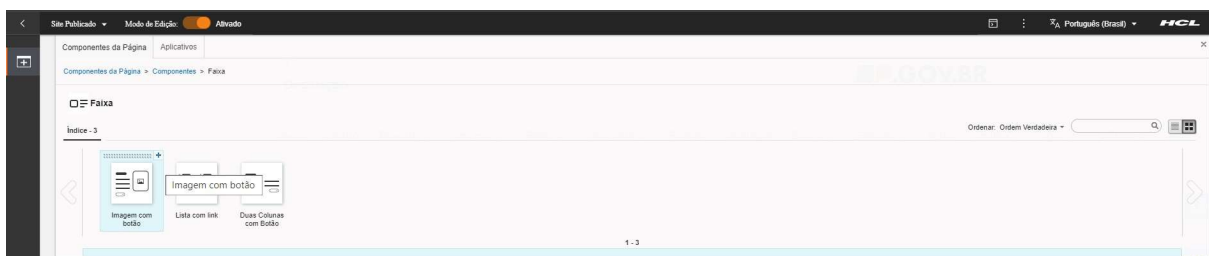 Site Publicado Modo de Edição: Ativado Português (Brasil) HCL
Componentes da Página Aplicativos
Componentes da Página > Componentes > Faixa
Faixa
Índice - 3 Ordenar: Ordem Verdadeira
Imagem com botão
Imagem com botão
Lista com link
Duas Colunas com Botão
1 - 3